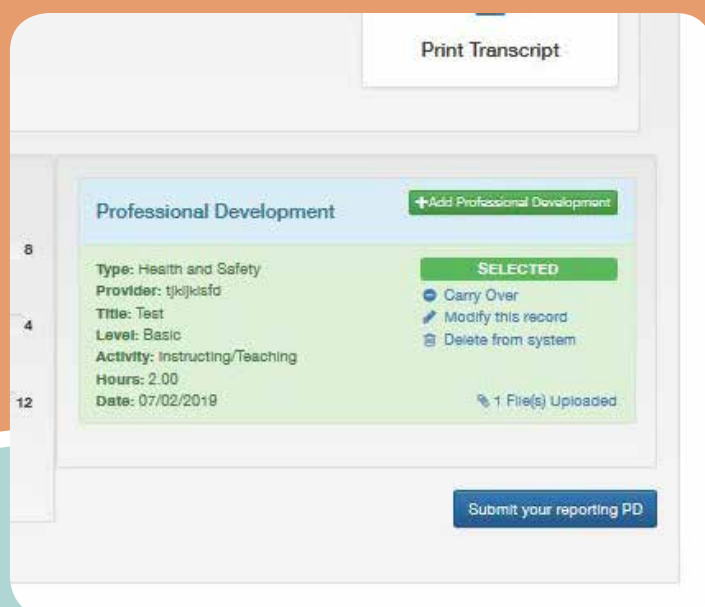 Print Transcript
Professional Development
+Add Professional Development
8
Type: Health and Safety
SELECTED
Provider: tjkljklsfd
Carry Over
Title: Test
Modify this record
4
Level: Basic
Delete from system
Activity: Instructing/Teaching
Hours: 2.00
12
Date: 07/02/2019
1 File(s) Uploaded
Submit your reporting PD